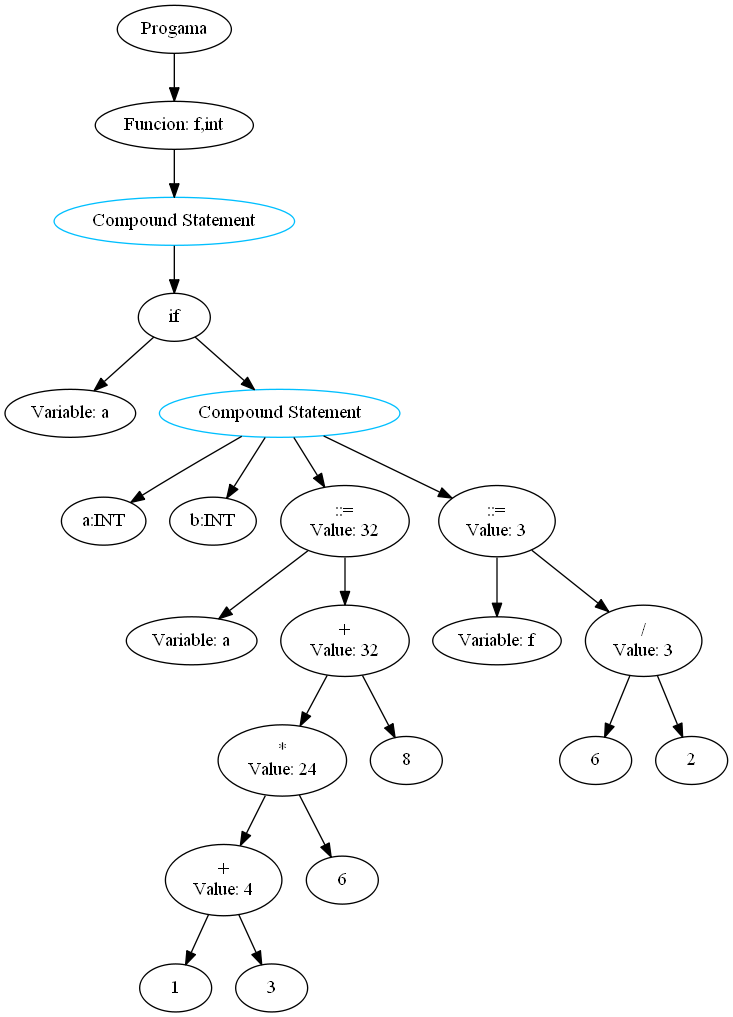 Progama
Funcion: f,int
Compound Statement
if
Variable: a
Compound Statement
a:INT
b:INT
::=
Value: 32
::=
Value: 3
Variable: a
+
Value: 32
Variable: f
/
Value: 3
*
Value: 24
8
6
2
+
Value: 4
6
1
3